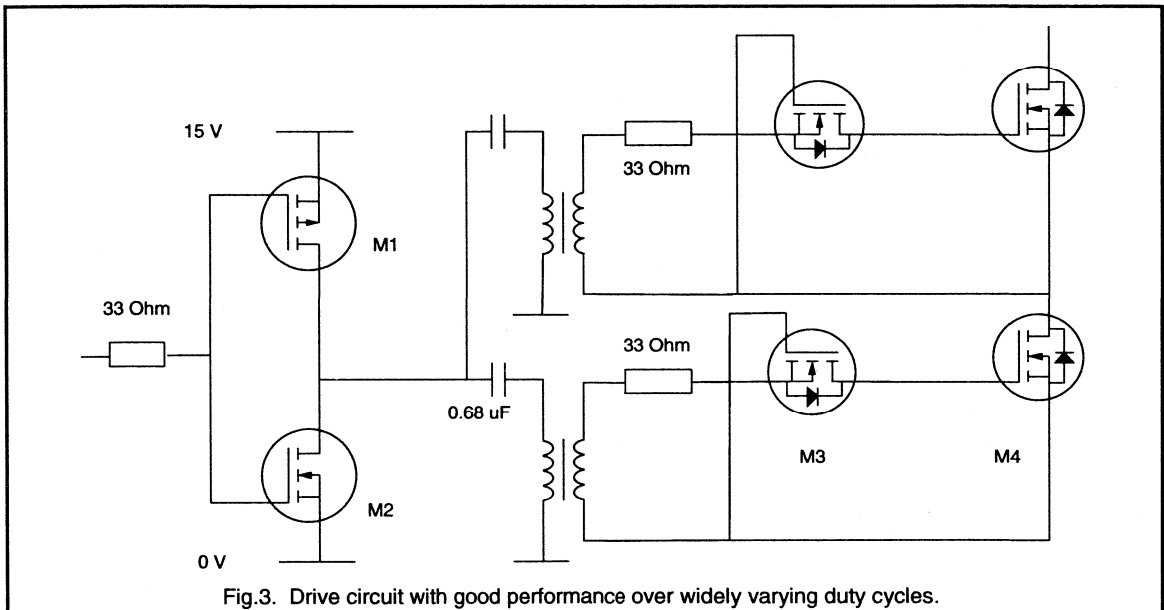 15 V
33 Ohm
M1
33 Ohm
33 Ohm
0.68 uF
M3
M4
M2
0 V
Fig.3. Drive circuit with good performance over widely varying duty cycles.